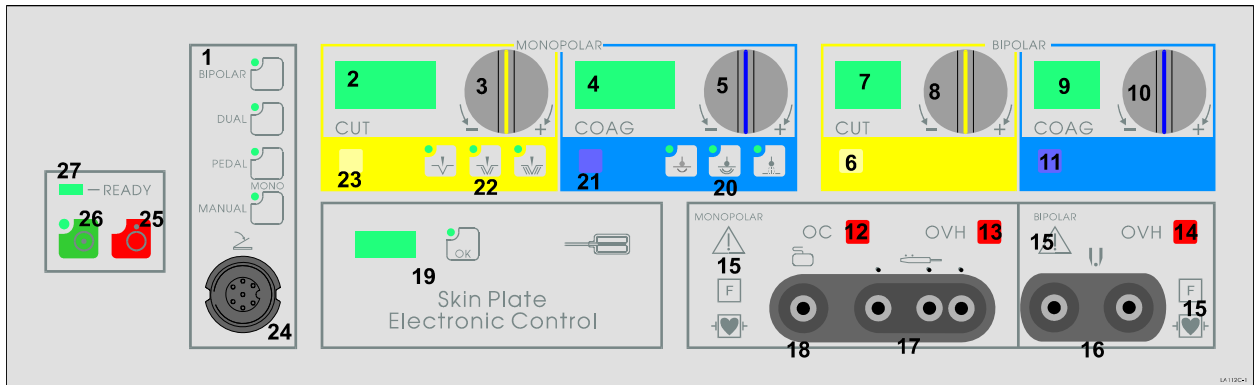 MONOPOLAR
BIPOLAR
1
BIPOLAR
2
3
4
5
7
8
9
10
DUAL
CUT
- +
COAG
- +
CUT
- +
COAG
- +
PEDAL
23
22
21
20
6
11
27
READY
MONO
MANUAL
26
25
24
19
OK
Skin Plate
Electronic Control
MONOPOLAR
OC
12
OVH
13
BIPOLAR
OVH
14
15
15
F
F
15
18
17
16
LA112C-1